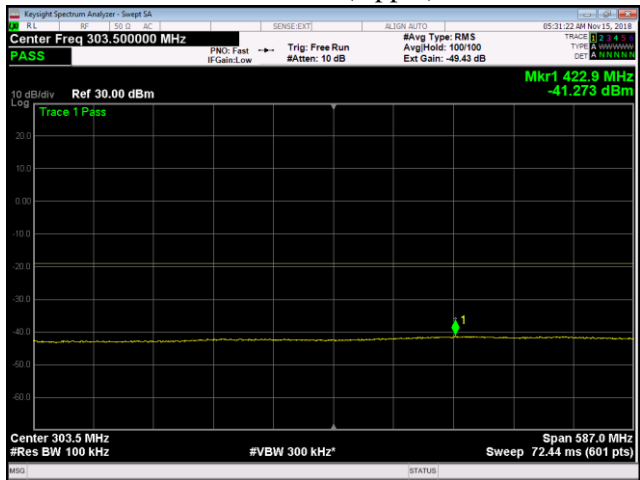 Keysight Spectrum Analyzer - Swept SA
RL RF 50 Ω AC SENSE:EXT ALIGN AUTO 05:31:22 AM Nov 15, 2018
Center Freq 303.500000 MHz #Avg Type: RMS TRACE 1 2 3 4 5 6
PASS PNO: Fast Trig: Free Run Avg|Hold: 100/100 TYPE A WWWWW
IFGain:Low #Atten: 10 dB Ext Gain: -49.43 dB DET A N N N N N
Mkr1 422.9 MHz
10 dB/div Ref 30.00 dBm -41.273 dBm
Log
Trace 1 Pass
20.0
10.0
0.00
-10.0
-20.0
-30.0
1
-40.0
-50.0
-60.0
Center 303.5 MHz Span 587.0 MHz
#Res BW 100 kHz #VBW 300 kHz* Sweep 72.44 ms (601 pts)
MSG STATUS